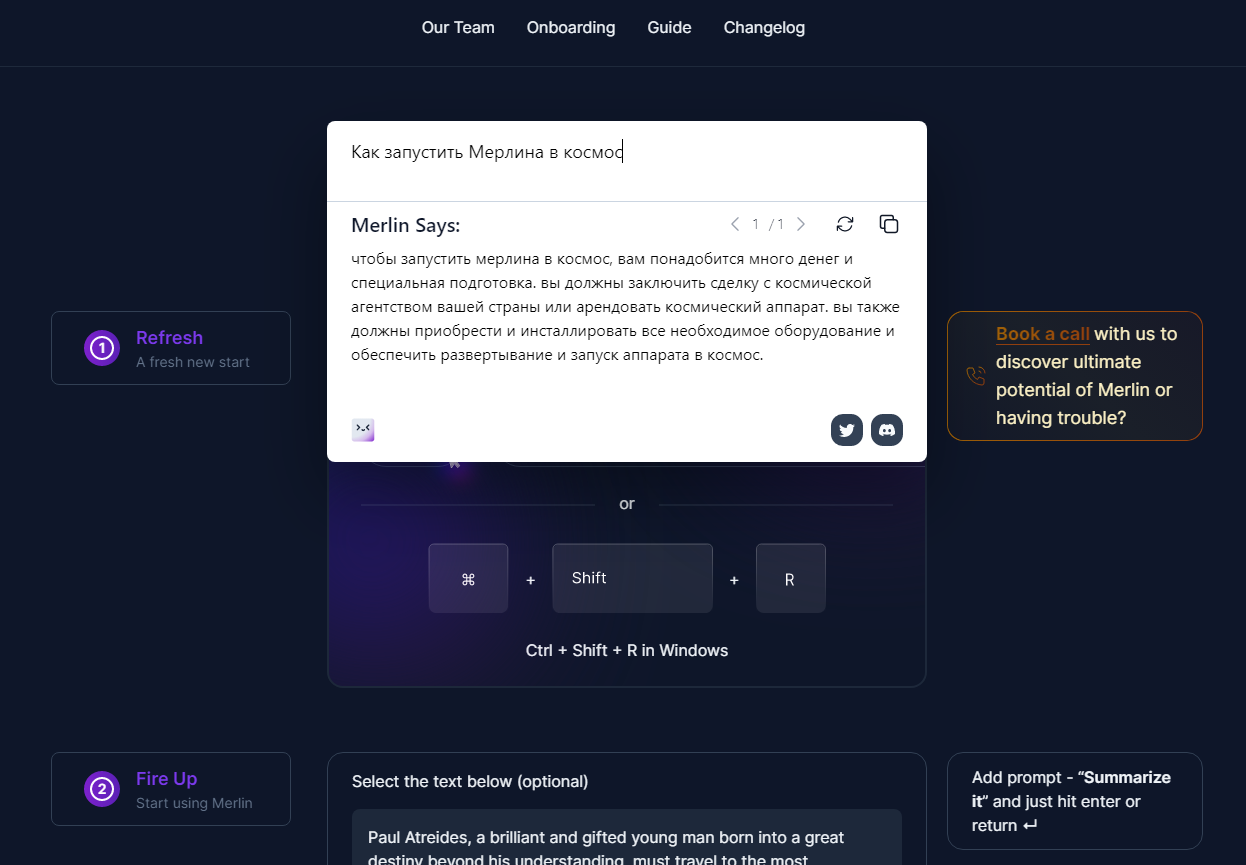 Our Team Onboarding Guide Changelog
Как запустить Мерлина в космос
Merlin Says:
1 / 1
чтобы запустить мерлина в космос, вам понадобится много денег и
специальная подготовка. вы должны заключить сделку с космической
агентством вашей страны или арендовать космический аппарат. вы также
должны приобрести и инсталлировать все необходимое оборудование и
обеспечить развертывание и запуск аппарата в космос.
1
Refresh
A fresh new start
Book a call with us to
discover ultimate
potential of Merlin or
having trouble?
or
⌘ + Shift + R
Ctrl + Shift + R in Windows
2
Fire Up
Start using Merlin
Select the text below (optional)
Paul Atreides, a brilliant and gifted young man born into a great
destiny beyond his understanding, must travel to the most
Add prompt - “Summarize
it” and just hit enter or
return ↵